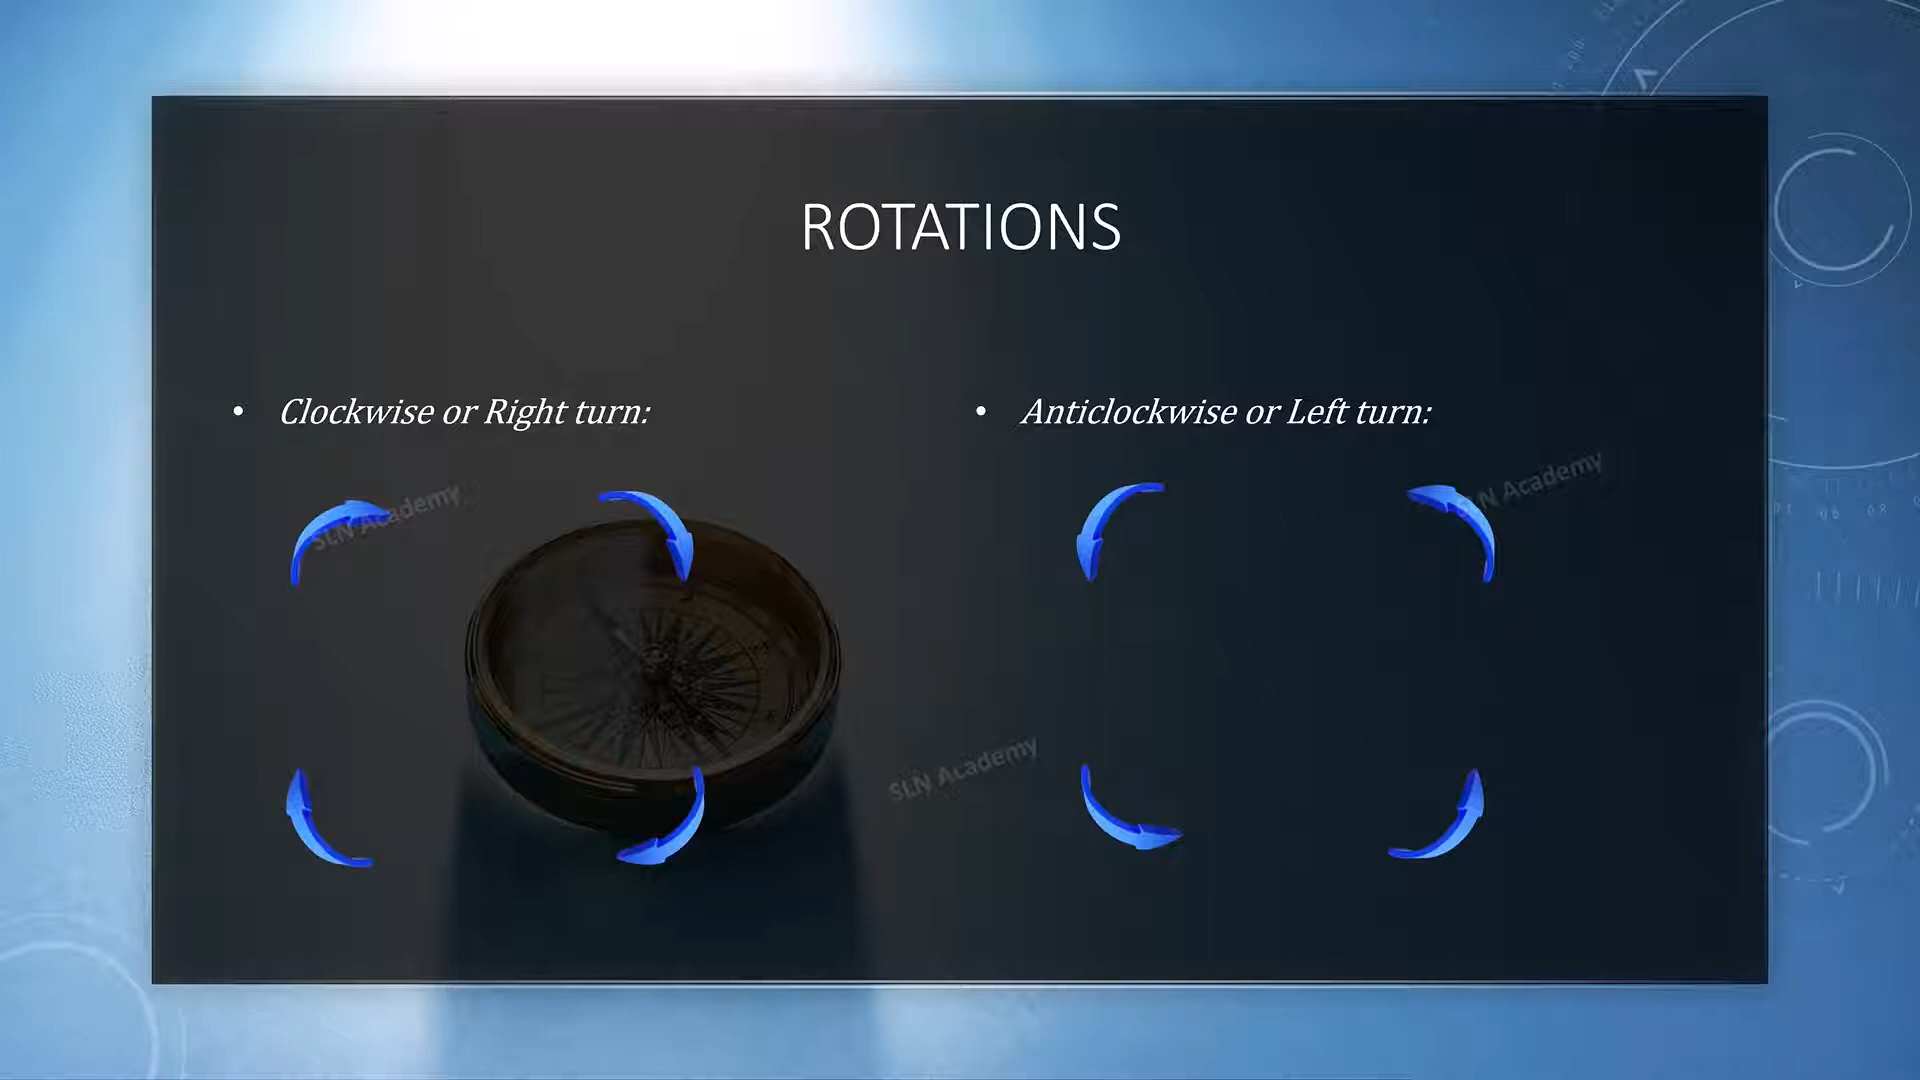 ROTATIONS
• Clockwise or Right turn:
• Anticlockwise or Left turn:
SLN Academy
SLN Academy
SLN Academy